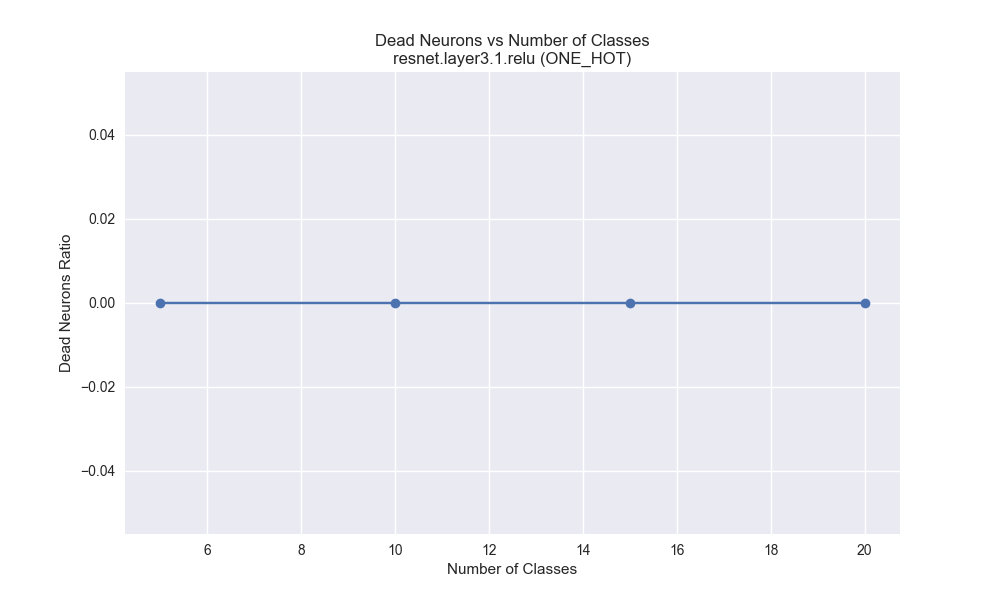 Dead Neurons vs Number of Classes
resnet.layer3.1.relu (ONE_HOT)
Dead Neurons Ratio
0.04
0.02
0.00
−0.02
−0.04
6 8 10 12 14 16 18 20
Number of Classes